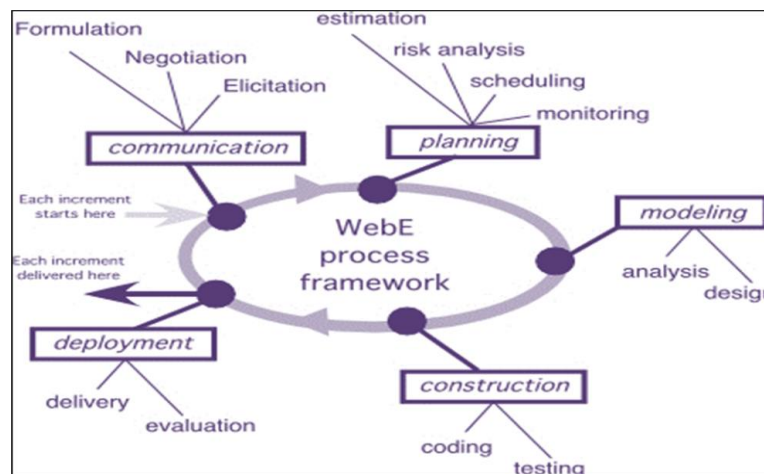 Formulation
Negotiation
Elicitation
communication
estimation
risk analysis
scheduling
monitoring
planning
Each increment
starts here
WebE
process
framework
modeling
analysis
design
Each increment
delivered here
deployment
delivery
evaluation
construction
coding
testing